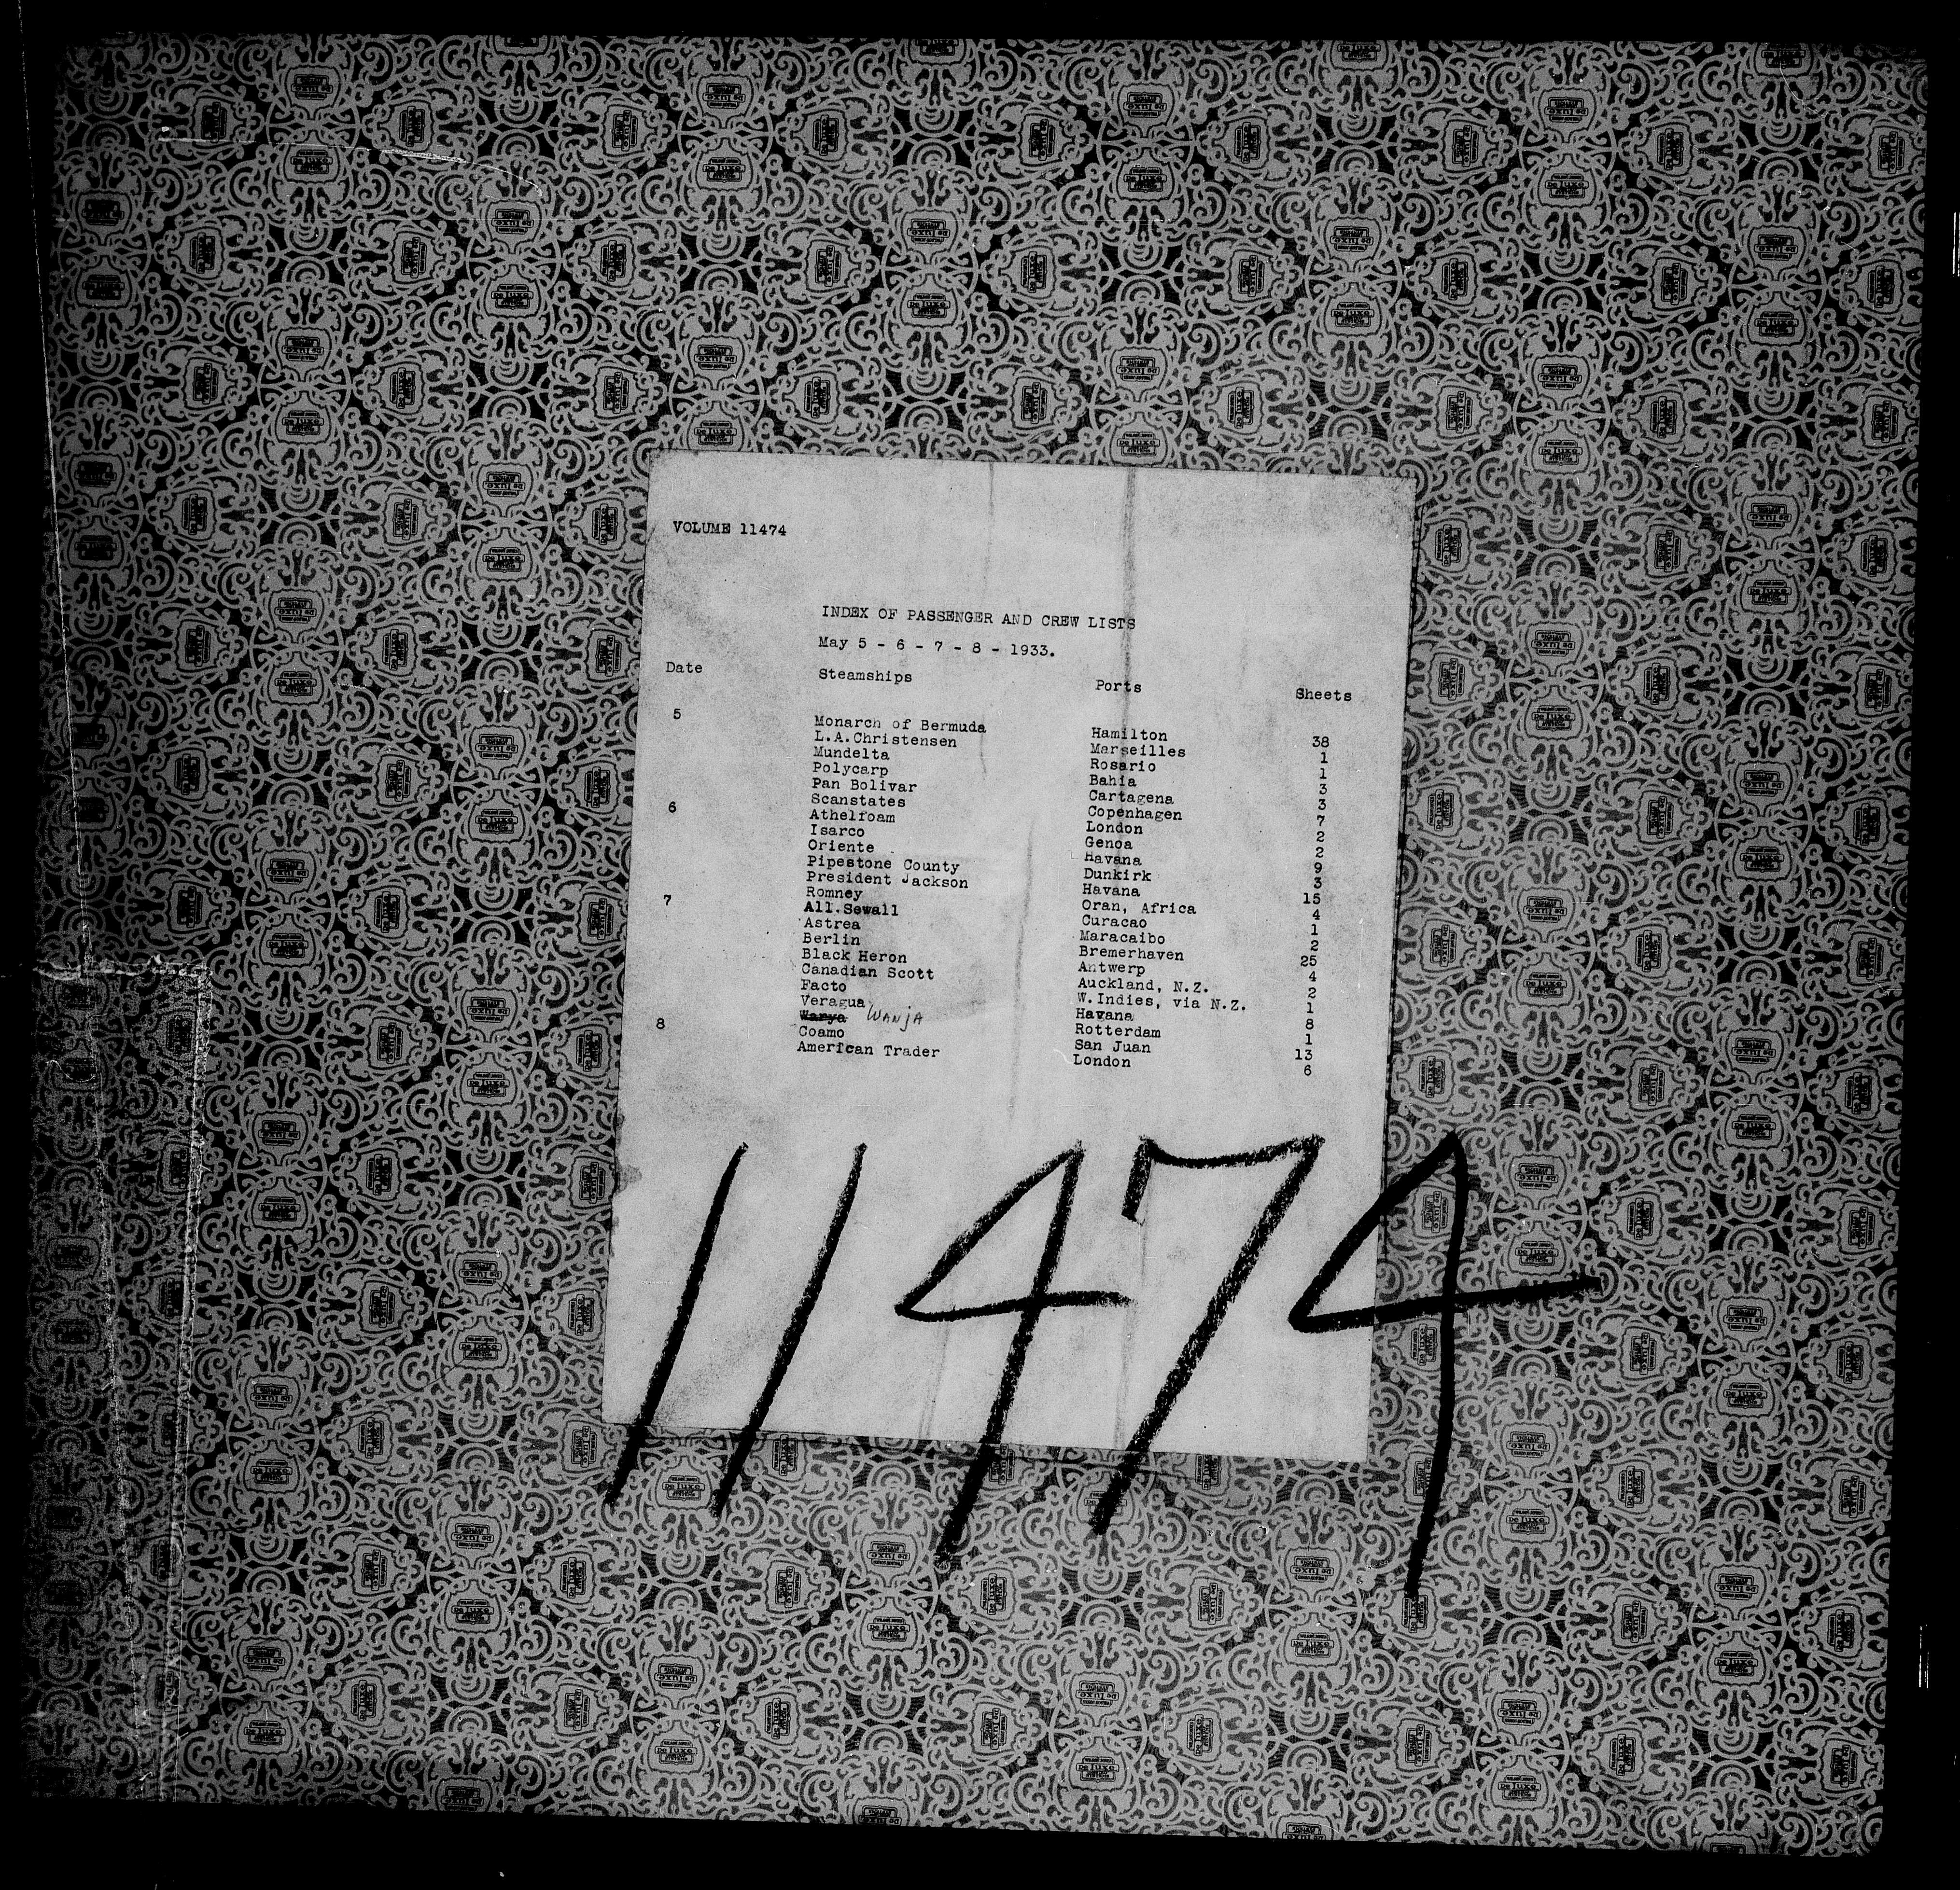 VOLUME 11474
INDEX OF PASSENGER AND CREW LISTS
May 5 - 6 - 7 - 8 - 1933.
Date Steamships Ports Sheets
5 Monarch of Bermuda Hamilton 38
L.A.Christensen Marseilles 1
Mundelta Rosario 1
Polycarp Bahia 3
Pan Bolivar Cartagena 3
Scanstates Copenhagen 7
6 Athelfoam London 2
Isarco Genoa 2
Oriente Havana 9
Pipestone County Dunkirk 3
President Jackson Havana 15
Romney Oran, Africa 4
7 All.Sewall Curacao 1
Astrea Maracaibo 2
Berlin Bremerhaven 25
Black Heron Antwerp 4
Canadian Scott Auckland, N.Z. 2
Facto W.Indies, via N.Z. 1
Veragua Havana 8
Warya WANJA Rotterdam 1
8 Coamo San Juan 13
American Trader London 6
11474